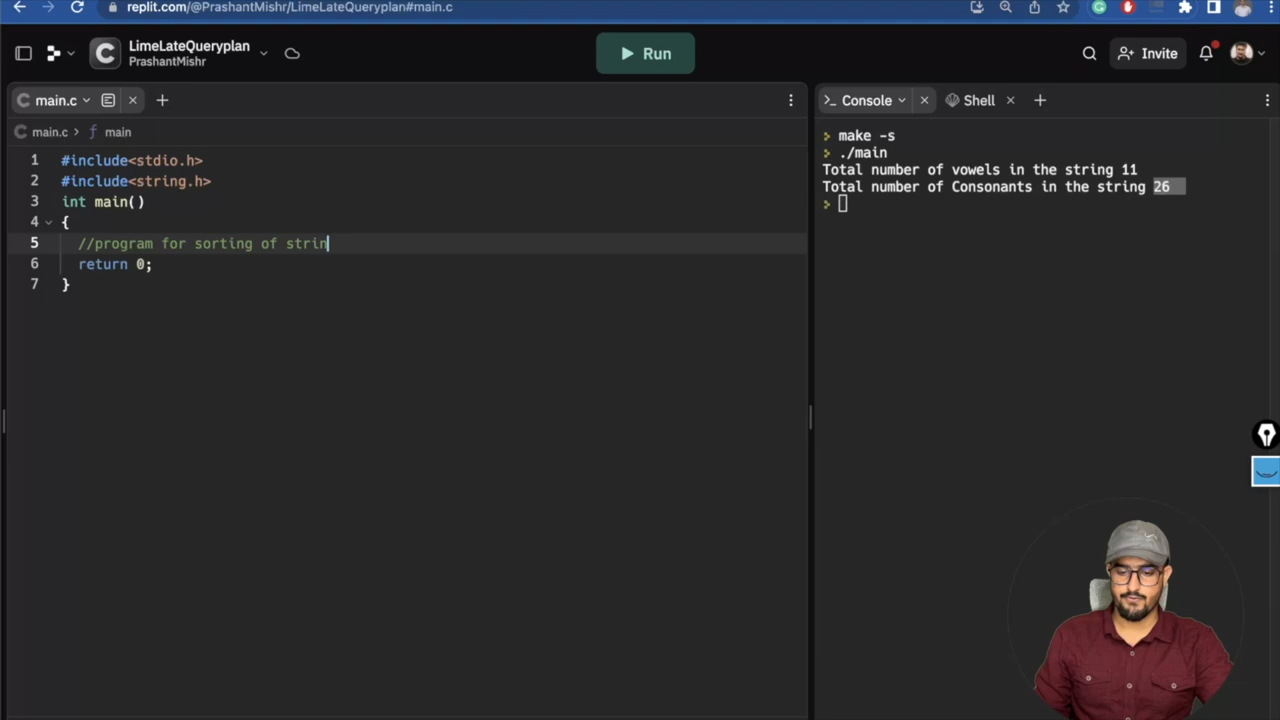 replit.com/@PrashantMishr/LimeLateQueryplan#main.c
LimeLateQueryplan
PrashantMishr
Run
Invite
main.c
Console
Shell
main.c > f main
1 #include<stdio.h>
2 #include<string.h>
3 int main()
4 {
5 //program for sorting of strin
6 return 0;
7 }
make -s
./main
Total number of vowels in the string 11
Total number of Consonants in the string 26